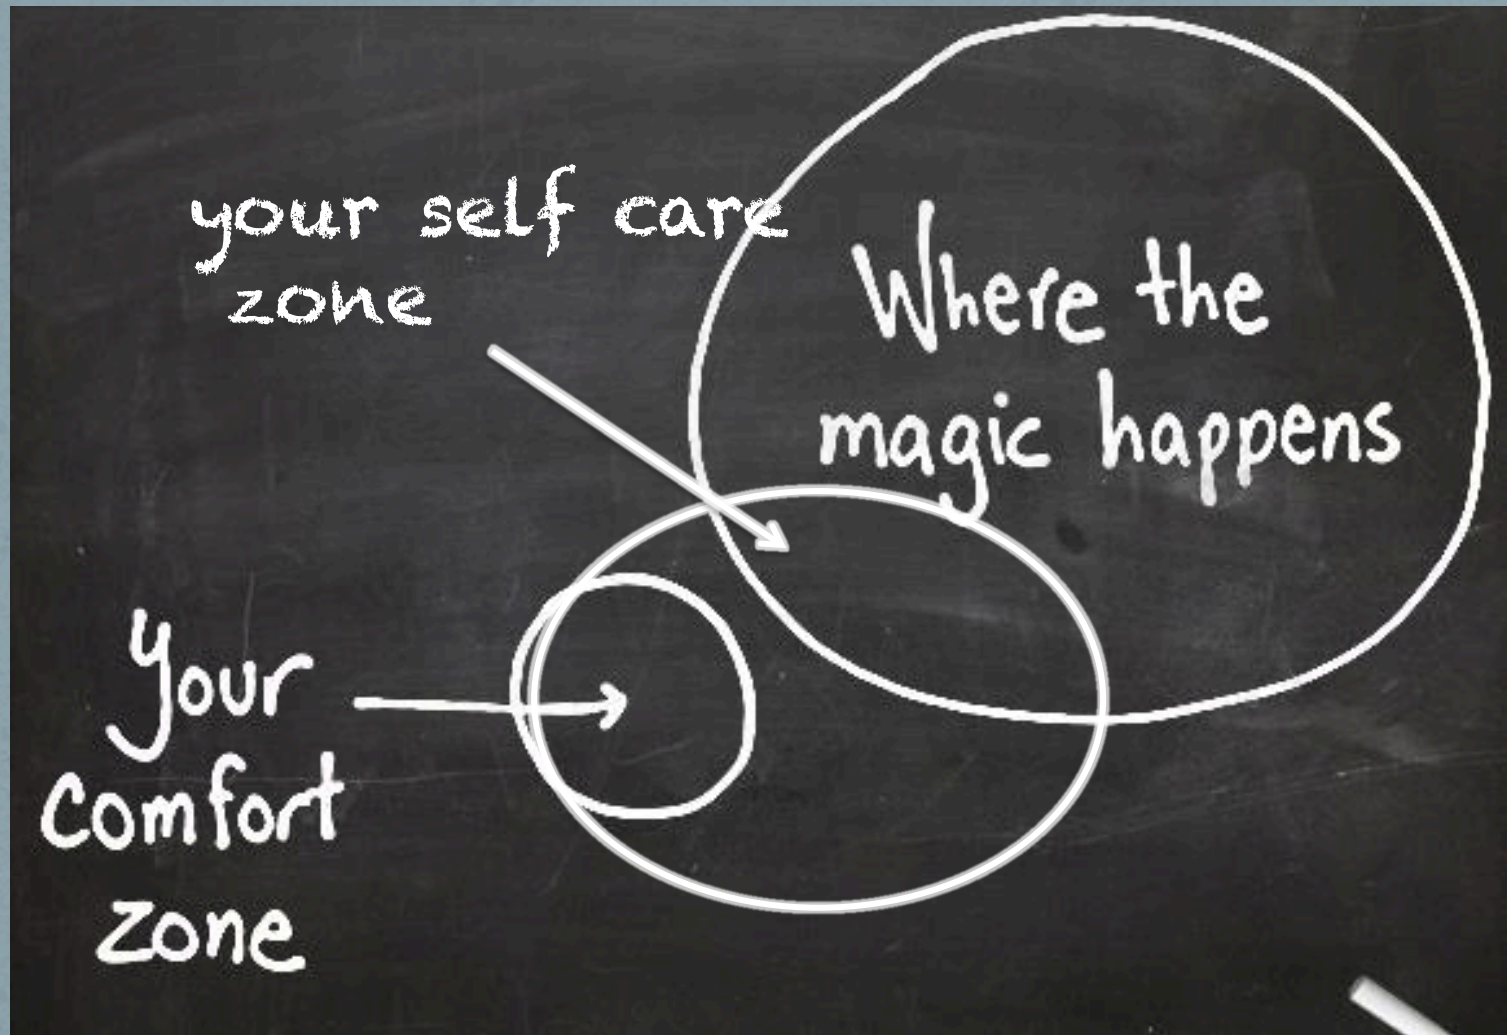 your self care
zone
Where the
magic happens
Your
comfort
zone